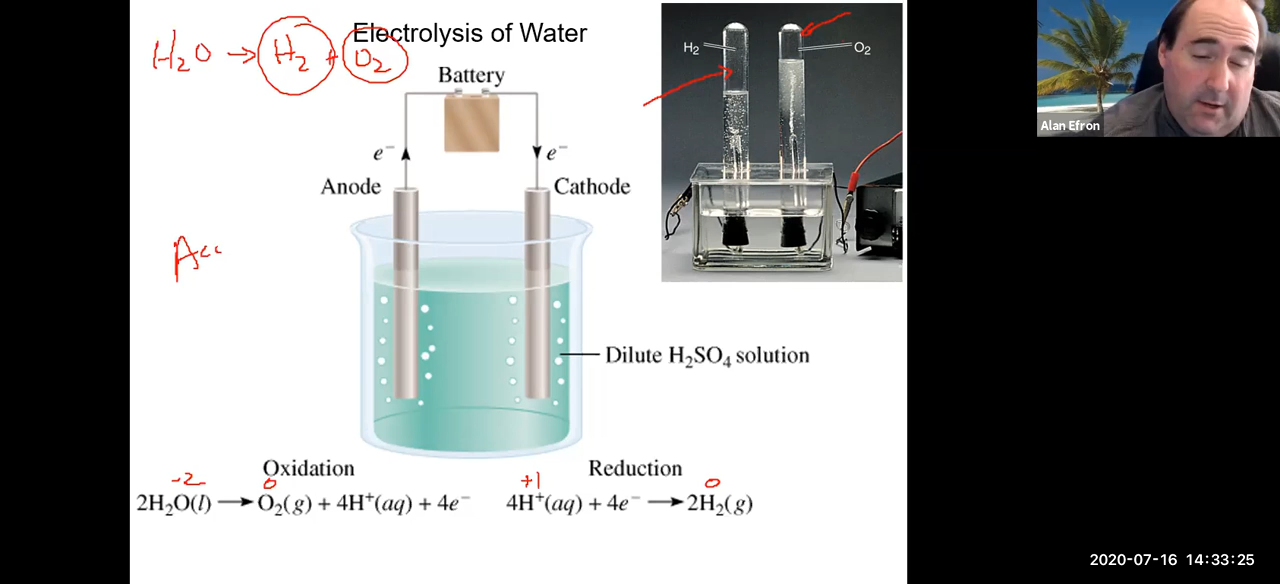 Electrolysis of Water
H₂O → H₂ + O₂
Battery
e⁻
e⁻
Anode
Cathode
H₂
O₂
Acc
Dilute H₂SO₄ solution
Oxidation
Reduction
-2
0
+1
0
2H₂O(l) → O₂(g) + 4H⁺(aq) + 4e⁻
4H⁺(aq) + 4e⁻ → 2H₂(g)
Alan Efron
2020-07-16 14:33:25